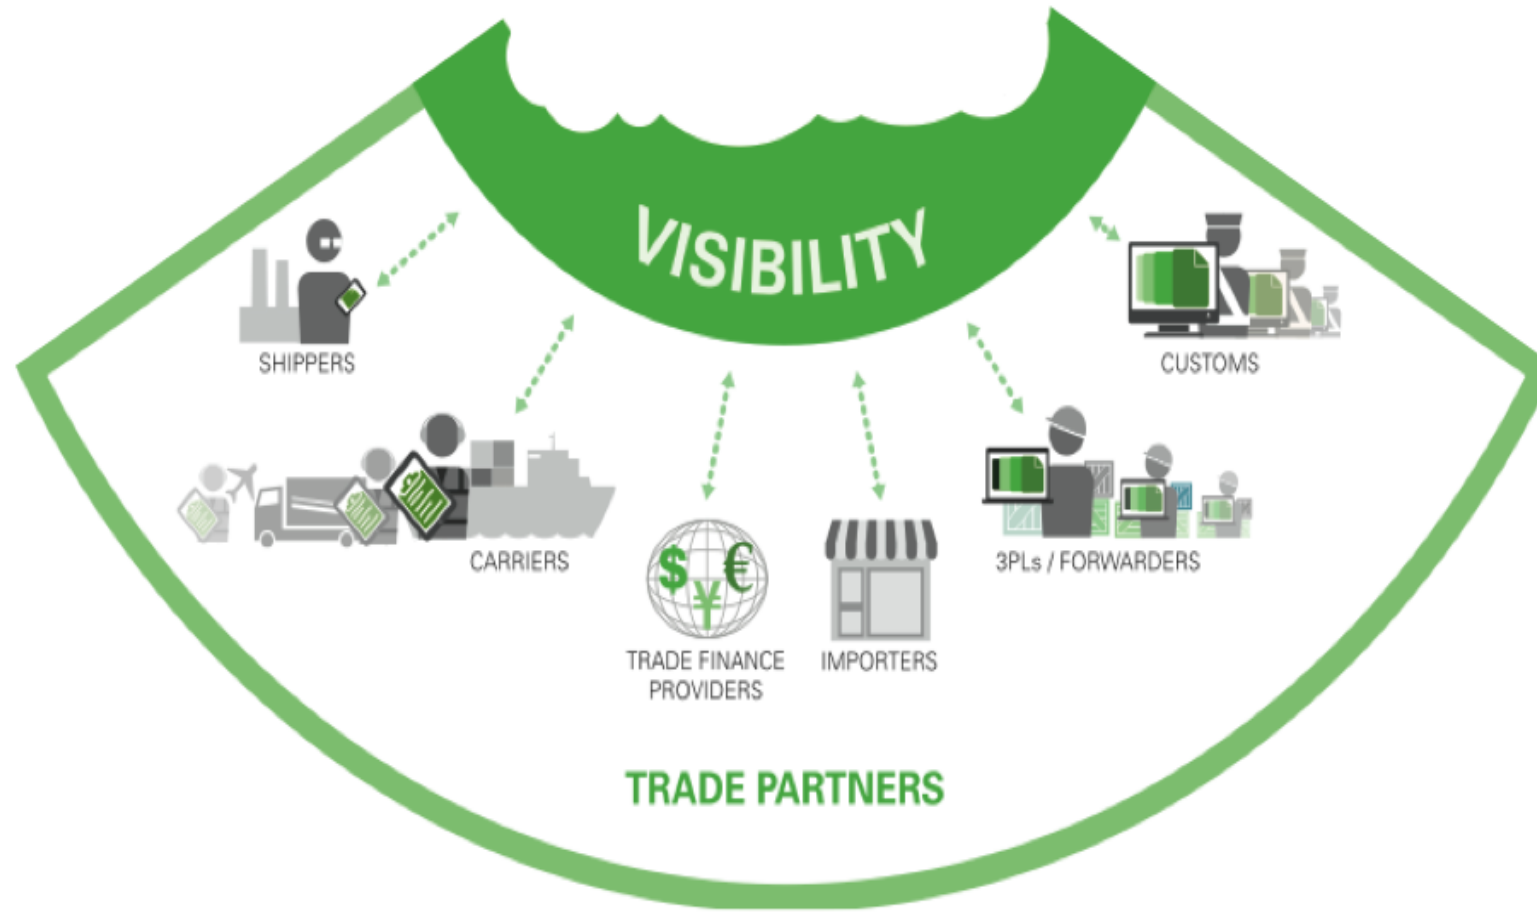 VISIBILITY
SHIPPERS
CUSTOMS
CARRIERS
3PLs / FORWARDERS
$ € ¥
TRADE FINANCE
PROVIDERS
IMPORTERS
TRADE PARTNERS